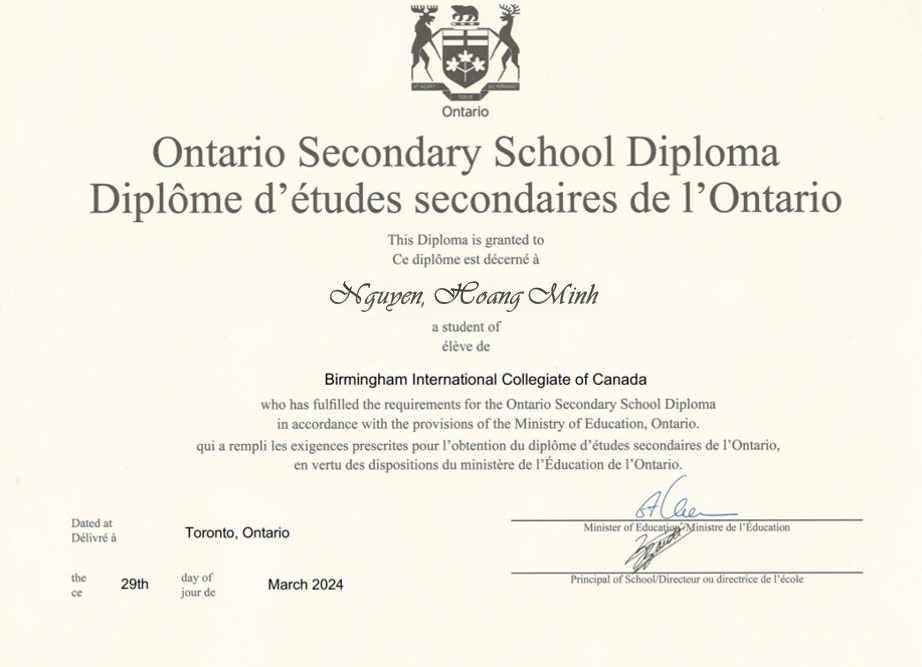 Ontario
Ontario Secondary School Diploma
Diplôme d’études secondaires de l’Ontario
This Diploma is granted to
Ce diplôme est décerné à
Nguyen, Hoang Minh
a student of
élève de
Birmingham International Collegiate of Canada
who has fulfilled the requirements for the Ontario Secondary School Diploma
in accordance with the provisions of the Ministry of Education, Ontario.
qui a rempli les exigences prescrites pour l’obtention du diplôme d’études secondaires de l’Ontario,
en vertu des dispositions du ministère de l’Éducation de l’Ontario.
Dated at
Délivré à
Toronto, Ontario
Minister of Education/Ministre de l’Éducation
the
ce
29th
day of
jour de
March 2024
Principal of School/Directeur ou directrice de l’école